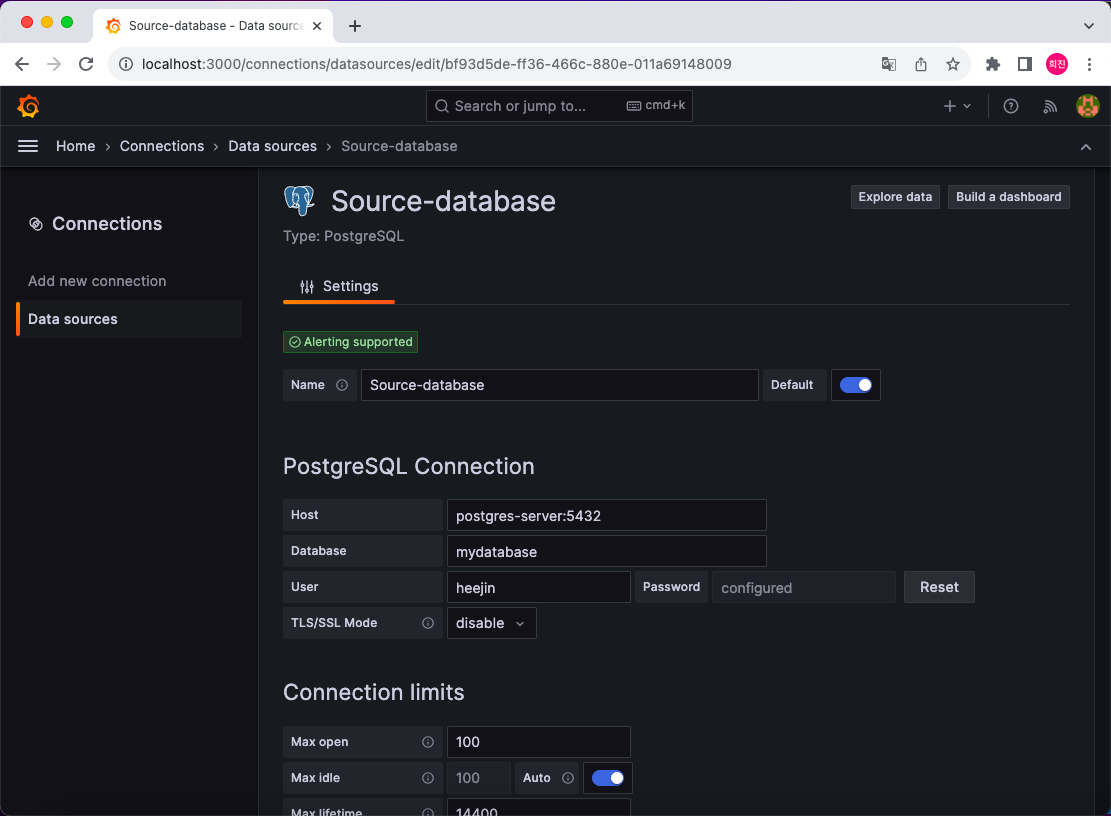 Source-database - Data source
localhost:3000/connections/datasources/edit/bf93d5de-ff36-466c-880e-011a69148009
희진
Search or jump to... cmd+k
Home › Connections › Data sources › Source-database
Connections
Add new connection
Data sources
Source-database
Type: PostgreSQL
Explore data
Build a dashboard
Settings
Alerting supported
Name Source-database Default
PostgreSQL Connection
Host postgres-server:5432
Database mydatabase
User heejin Password configured Reset
TLS/SSL Mode disable
Connection limits
Max open 100
Max idle 100 Auto
Max lifetime 14400